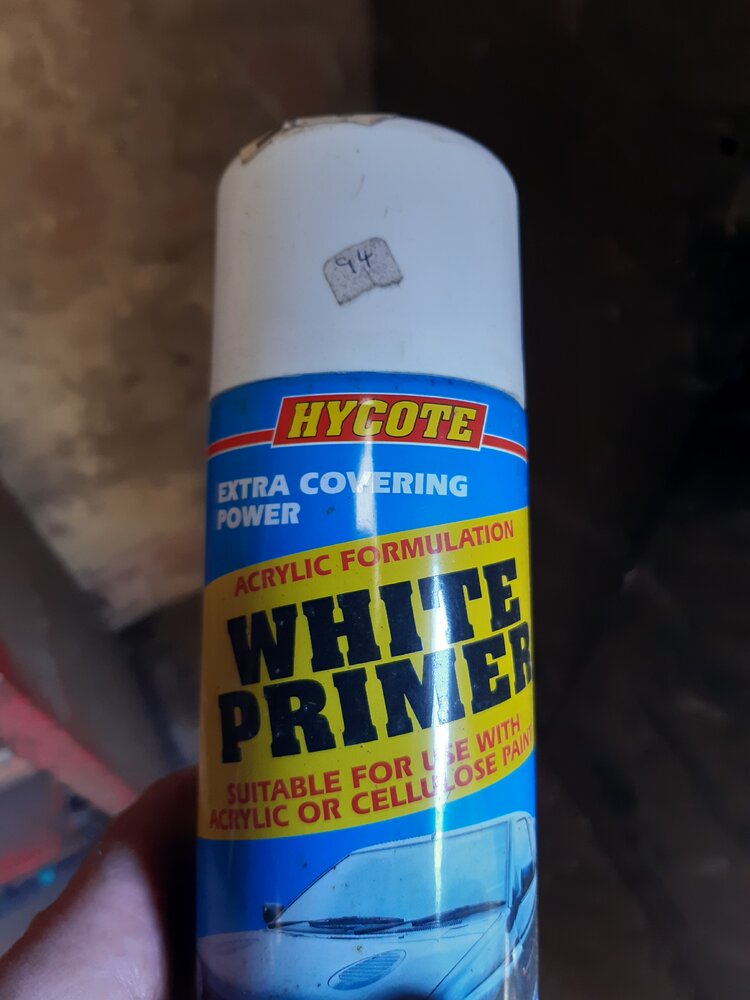 94
HYCOTE
EXTRA COVERING
POWER
ACRYLIC FORMULATION
WHITE
PRIMER
SUITABLE FOR USE WITH
ACRYLIC OR CELLULOSE PAINT